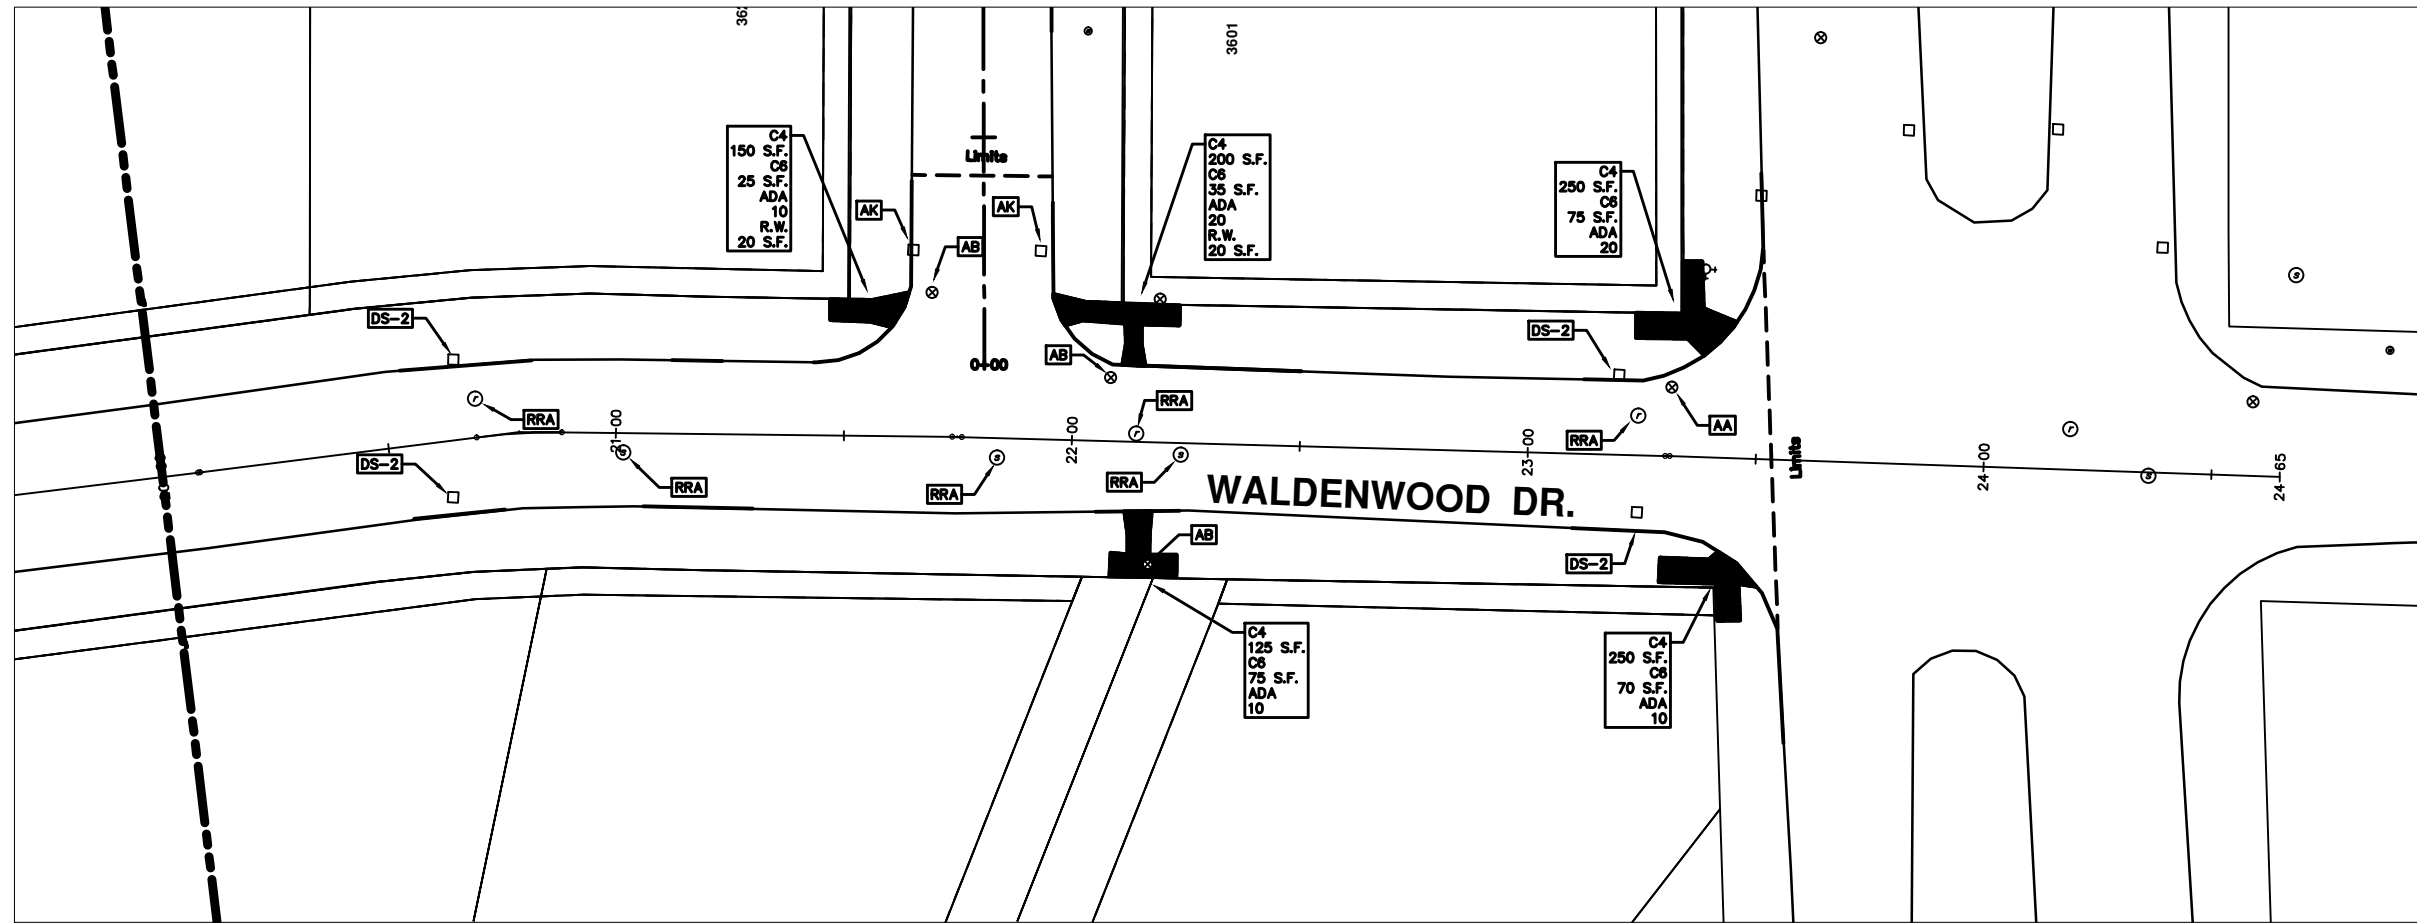 3601
C4
150 S.F.
C6
25 S.F.
ADA
10
R.W.
20 S.F.
Limits
C4
200 S.F.
C6
35 S.F.
ADA
20
R.W.
20 S.F.
C4
250 S.F.
C6
75 S.F.
ADA
20
AK
AK
AB
DS-2
DS-2
AB
0+00
RRA
RRA
AA
21+00
22+00
23+00
RRA
Limits
24+00
24+65
DS-2
RRA
RRA
RRA
WALDENWOOD DR.
AB
DS-2
C4
125 S.F.
C6
75 S.F.
ADA
10
C4
250 S.F.
C6
70 S.F.
ADA
10